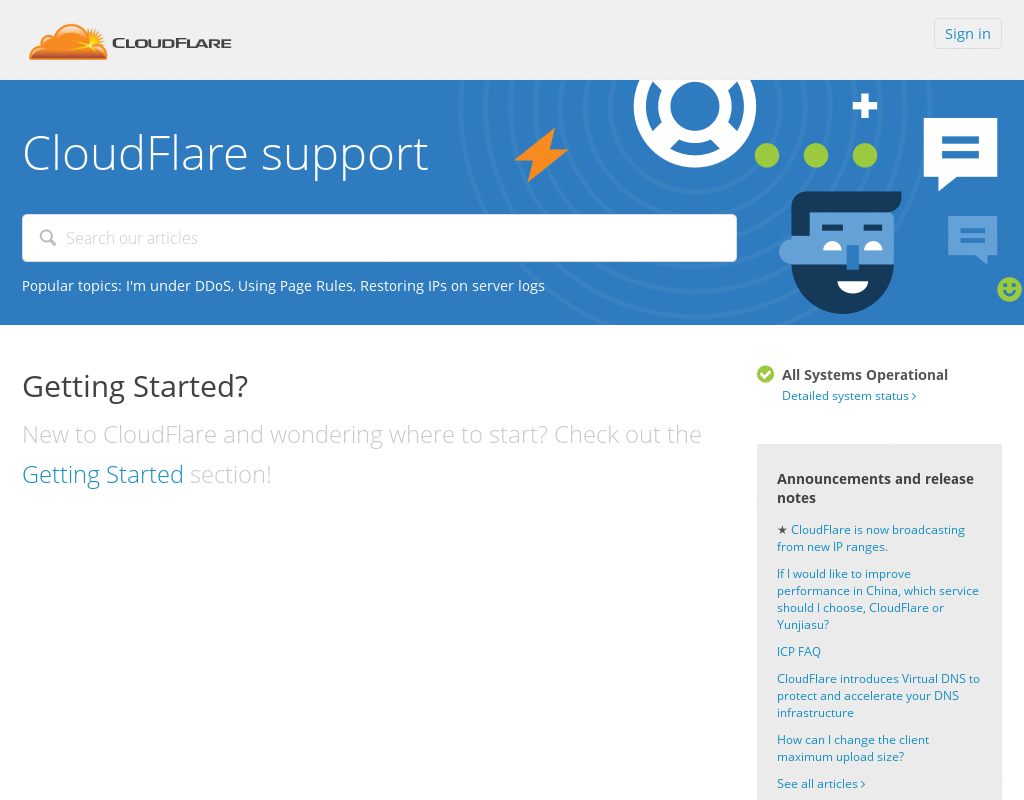 CLOUDFLARE
Sign in
CloudFlare support
Search our articles
Popular topics: I'm under DDoS, Using Page Rules, Restoring IPs on server logs
Getting Started?
New to CloudFlare and wondering where to start? Check out the
Getting Started section!
All Systems Operational
Detailed system status ›
Announcements and release
notes
★ CloudFlare is now broadcasting
from new IP ranges.
If I would like to improve
performance in China, which service
should I choose, CloudFlare or
Yunjiasu?
ICP FAQ
CloudFlare introduces Virtual DNS to
protect and accelerate your DNS
infrastructure
How can I change the client
maximum upload size?
See all articles ›